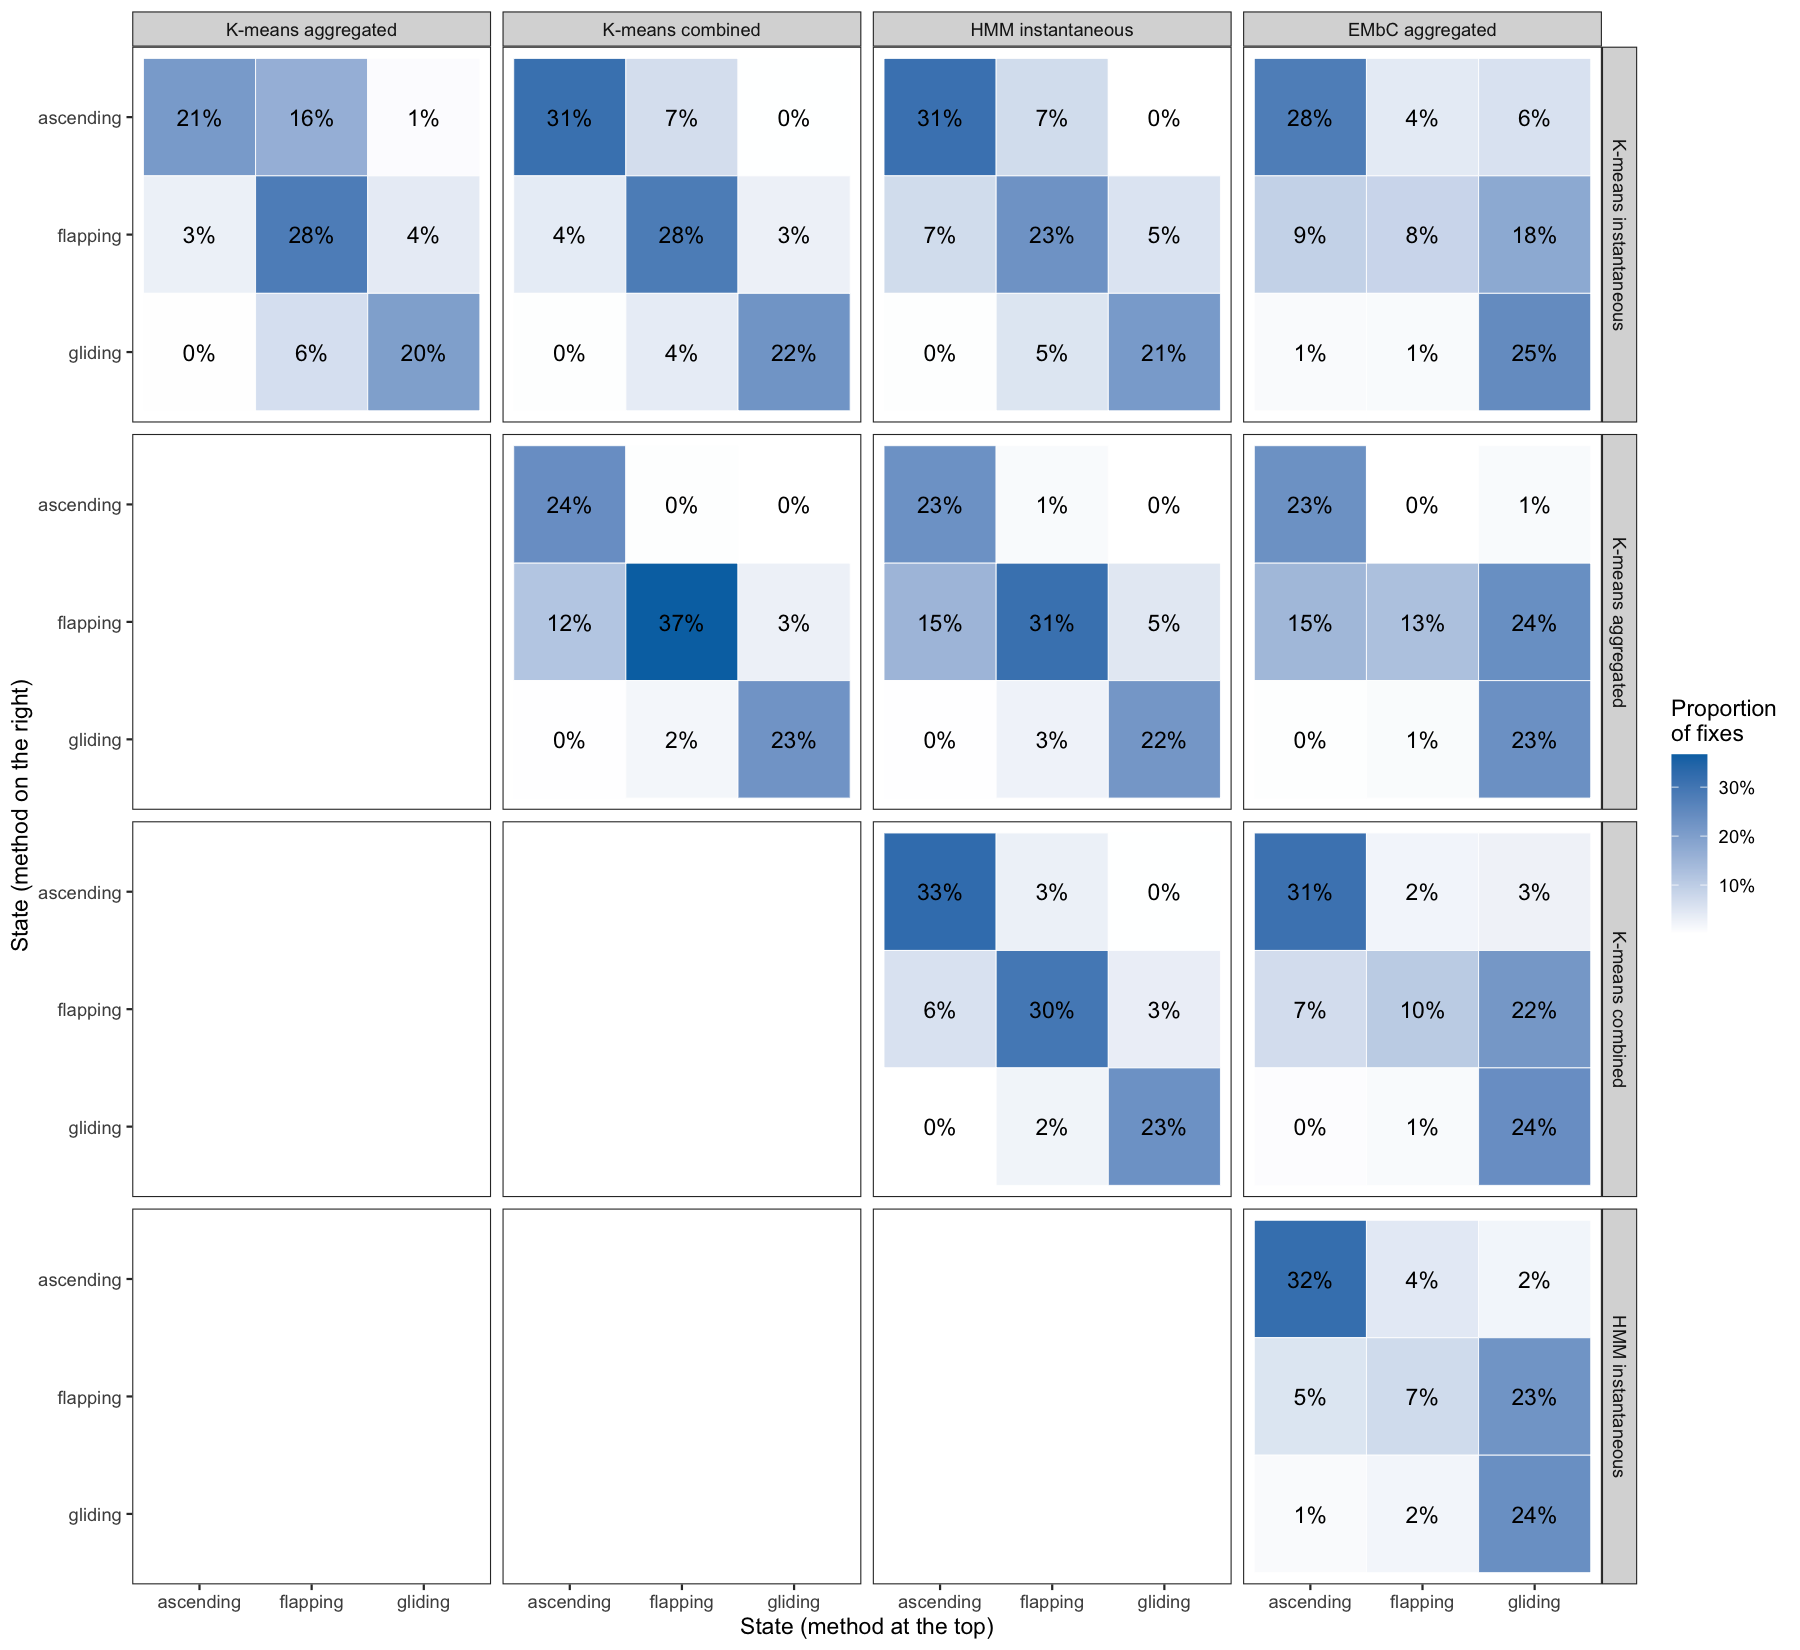 K-means aggregated K-means combined HMM instantaneous EMbC aggregated
ascending 21% 16% 1% 31% 7% 0% 31% 7% 0% 28% 4% 6%
flapping 3% 28% 4% 4% 28% 3% 7% 23% 5% 9% 8% 18%
gliding 0% 6% 20% 0% 4% 22% 0% 5% 21% 1% 1% 25%
K-means instantaneous
ascending 24% 0% 0% 23% 1% 0% 23% 0% 1%
flapping 12% 37% 3% 15% 31% 5% 15% 13% 24%
gliding 0% 2% 23% 0% 3% 22% 0% 1% 23%
K-means aggregated
ascending 33% 3% 0% 31% 2% 3%
flapping 6% 30% 3% 7% 10% 22%
gliding 0% 2% 23% 0% 1% 24%
K-means combined
ascending 32% 4% 2%
flapping 5% 7% 23%
gliding 1% 2% 24%
HMM instantaneous
ascending flapping gliding ascending flapping gliding ascending flapping gliding ascending flapping gliding
State (method at the top)
State (method on the right)
Proportion
of fixes
30%
20%
10%